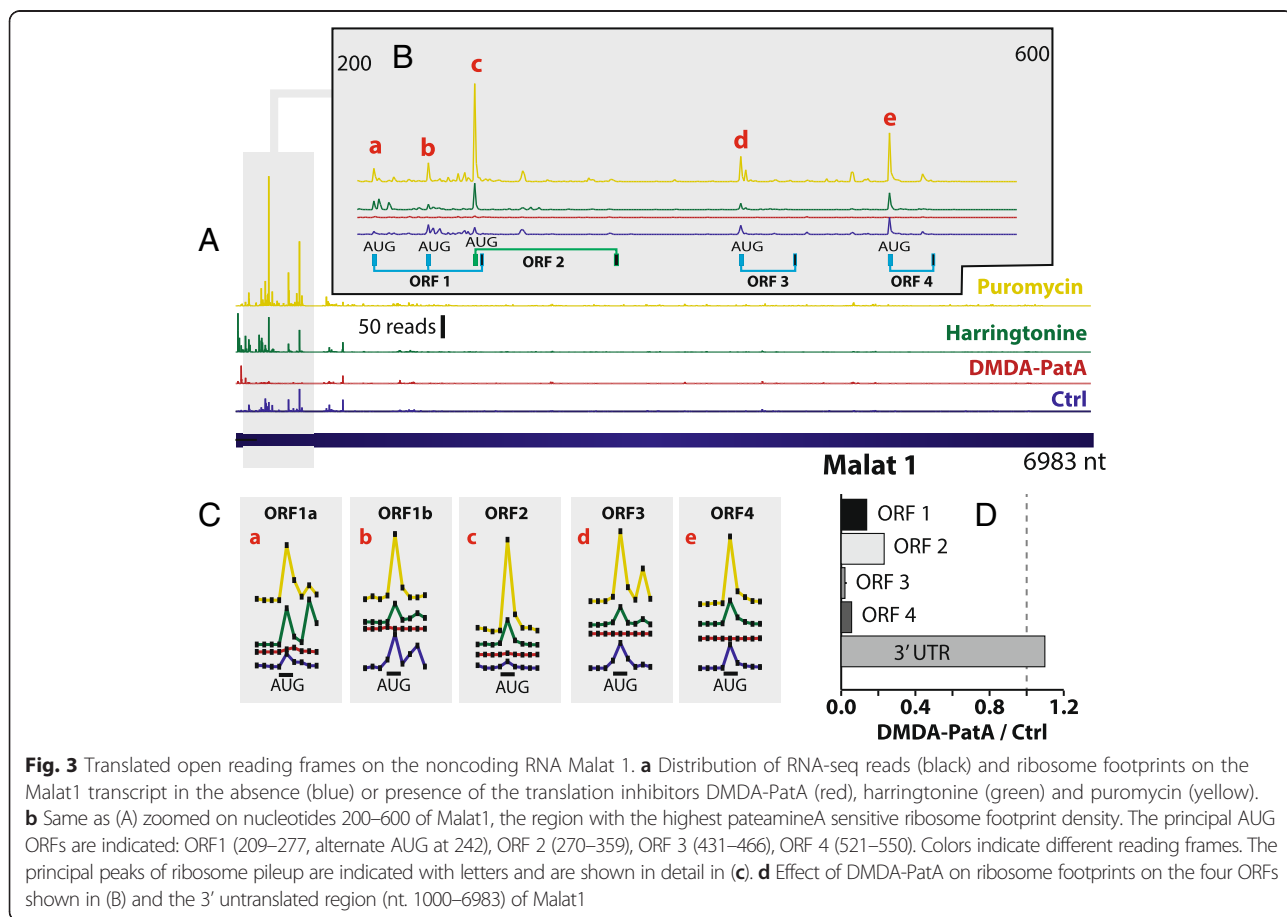 200
B
600
c
a
b
d
e
AUG
AUG
AUG
AUG
AUG
ORF 1
ORF 2
ORF 3
ORF 4
A
Puromycin
50 reads
Harringtonine
DMDA-PatA
Ctrl
Malat 1
6983 nt
C
ORF1a
ORF1b
ORF2
ORF3
ORF4
a
b
c
d
e
AUG
AUG
AUG
AUG
AUG
D
ORF 1
ORF 2
ORF 3
ORF 4
3' UTR
0.0 0.4 0.8 1.2
DMDA-PatA / Ctrl
Fig. 3 Translated open reading frames on the noncoding RNA Malat 1. a Distribution of RNA-seq reads (black) and ribosome footprints on the
Malat1 transcript in the absence (blue) or presence of the translation inhibitors DMDA-PatA (red), harringtonine (green) and puromycin (yellow).
b Same as (A) zoomed on nucleotides 200–600 of Malat1, the region with the highest pateamineA sensitive ribosome footprint density. The principal AUG
ORFs are indicated: ORF1 (209–277, alternate AUG at 242), ORF 2 (270–359), ORF 3 (431–466), ORF 4 (521–550). Colors indicate different reading frames. The
principal peaks of ribosome pileup are indicated with letters and are shown in detail in (c). d Effect of DMDA-PatA on ribosome footprints on the four ORFs
shown in (B) and the 3' untranslated region (nt. 1000–6983) of Malat1